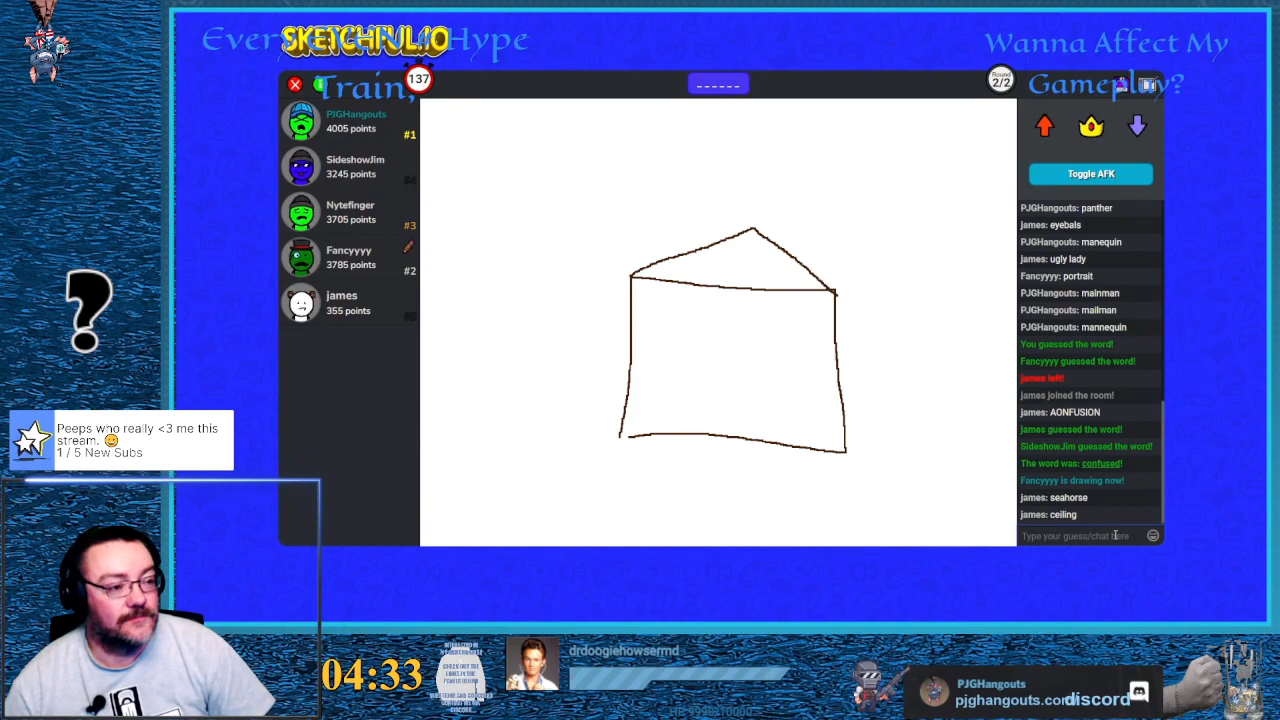 Every
SKETCHFUL.IO
Hype
Train,
Wanna Affect My
Gameplay?
137
______
Round
2/2
PJGHangouts
4005 points
#1
SideshowJim
3245 points
Nytefinger
3705 points
#3
Fancyyyy
3785 points
#2
james
355 points
Toggle AFK
PJGHangouts: panther
james: eyebals
PJGHangouts: manequin
james: ugly lady
Fancyyyy: portrait
PJGHangouts: mainman
PJGHangouts: mailman
PJGHangouts: mannequin
You guessed the word!
Fancyyyy guessed the word!
james left!
james joined the room!
james: AONFUSION
james guessed the word!
SideshowJim guessed the word!
The word was: confused!
Fancyyyy is drawing now!
james: seahorse
james: ceiling
Type your guess/chat here
?
Peeps who really <3 me this
stream. 😀
1 / 5 New Subs
04:33
drdoogiehowsermd
PJGHangouts
pjghangouts.com
discord